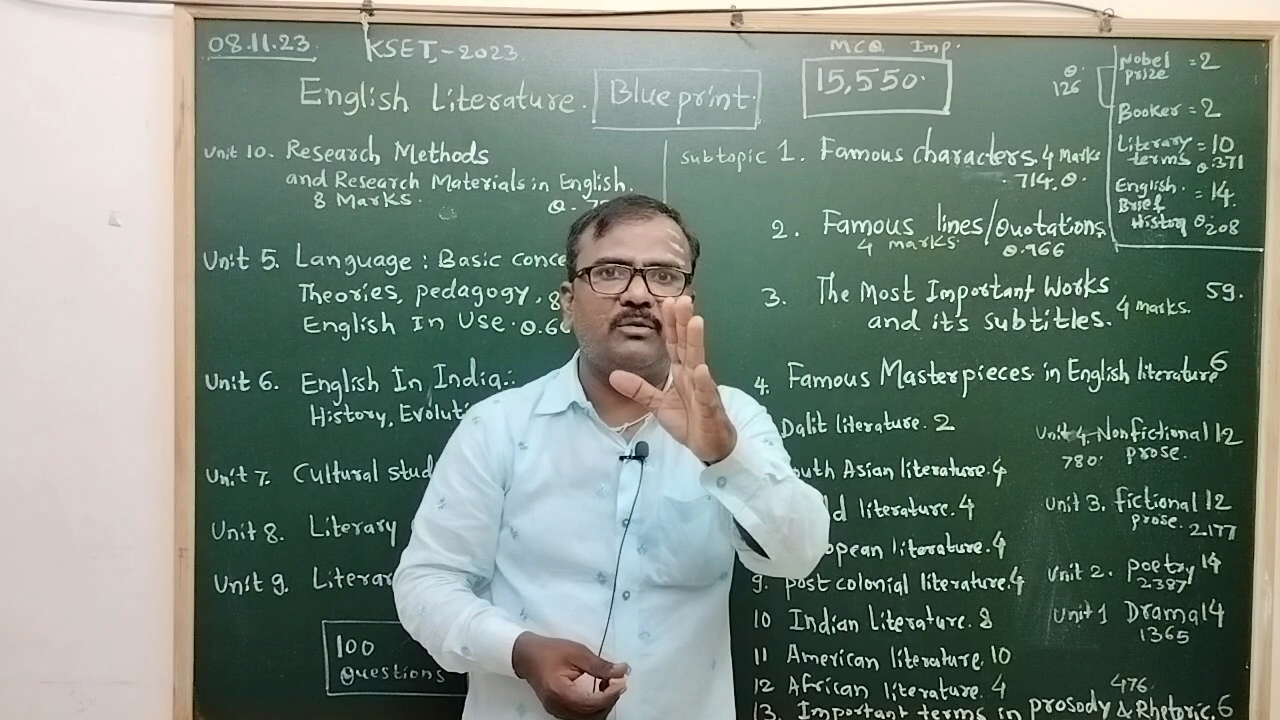 08.11.23
KSET,-2023
English Literature. Blue print.
MCQ Imp.
15,550.
Q.
126
Nobel = 2
prize
Booker = 2
Literary = 10
terms Q.371
English = 14.
Brief
History Q.208
Unit 10. Research Methods
and Research Materials in English.
8 Marks.
Unit 5. Language: Basic
Theories, pedagogy,
English In Use.
Unit 6. English In India:
History,
Unit 7. Cultural
Unit 8. Literary
Unit 9.
100
questions
subtopic 1. Famous characters. 4 Marks
714. Q.
2. Famous lines/Quotations
4 marks. Q.966
3. The Most Important Works 59.
and its subtitles. 4 marks.
4. Famous Masterpieces in English literature 6
Dalit literature. 2
Asian literature. 4
literature. 4
literature. 4
9. post colonial literature. 4
10 Indian Literature. 8
11 American literature. 10
12 African literature. 4
476.
13. Important terms in prosody & Rhetoric. 6
Unit 4. Nonfictional 12
780. prose.
Unit 3. fictional 12
prose. 2.177
Unit 2. poetry 14
2387
Unit 1 Drama 14
1365